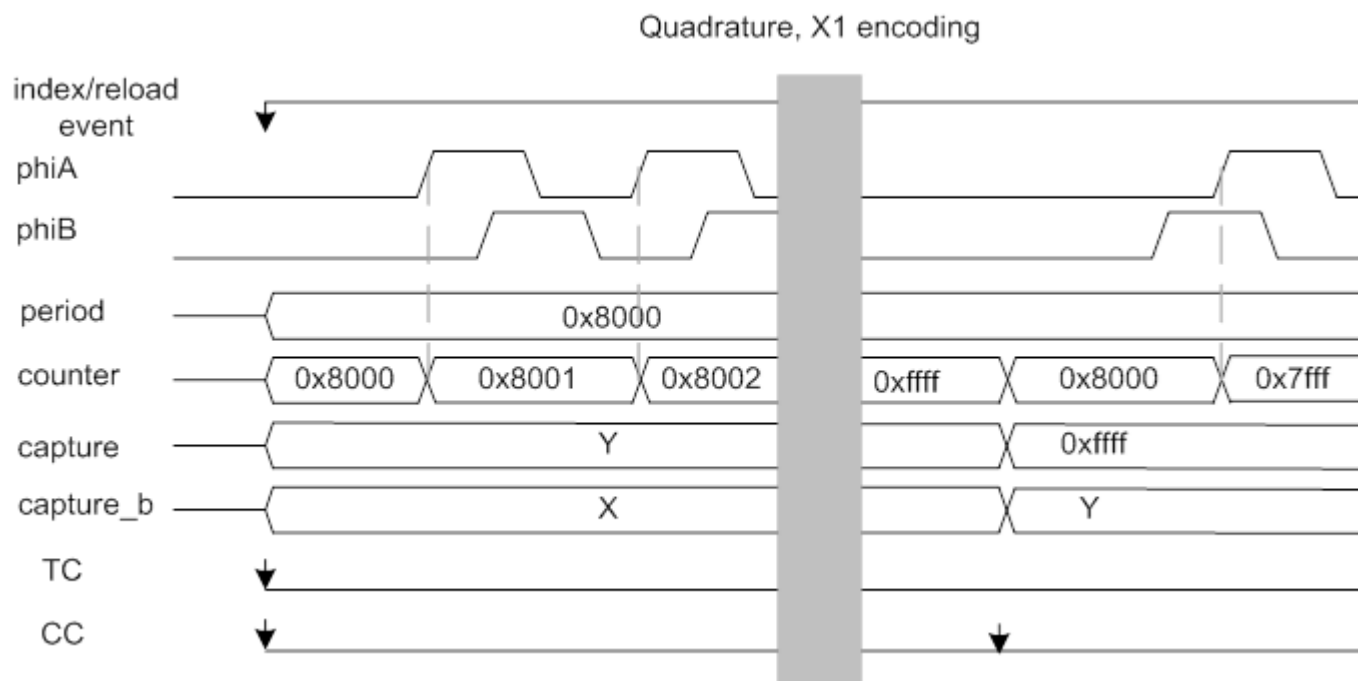 Quadrature, X1 encoding
index/reload
event
phiA
phiB
period
0x8000
counter
0x8000
0x8001
0x8002
0xffff
0x8000
0x7fff
capture
Y
0xffff
capture_b
X
Y
TC
CC